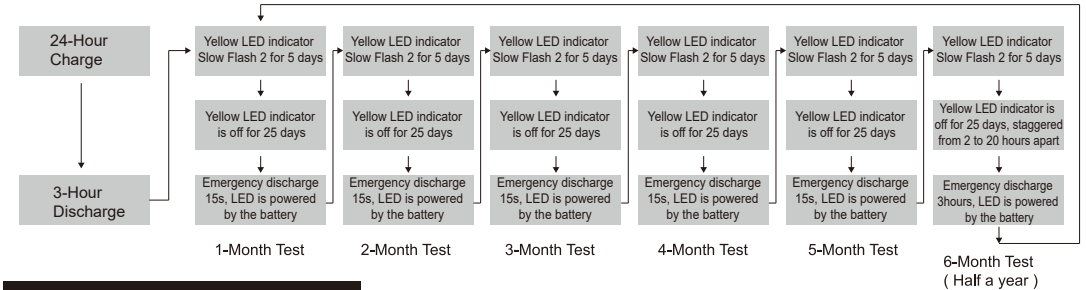 24-Hour
Charge
3-Hour
Discharge
Yellow LED indicator
Slow Flash 2 for 5 days
Yellow LED indicator
is off for 25 days
Emergency discharge
15s, LED is powered
by the battery
1-Month Test
Yellow LED indicator
Slow Flash 2 for 5 days
Yellow LED indicator
is off for 25 days
Emergency discharge
15s, LED is powered
by the battery
2-Month Test
Yellow LED indicator
Slow Flash 2 for 5 days
Yellow LED indicator
is off for 25 days
Emergency discharge
15s, LED is powered
by the battery
3-Month Test
Yellow LED indicator
Slow Flash 2 for 5 days
Yellow LED indicator
is off for 25 days
Emergency discharge
15s, LED is powered
by the battery
4-Month Test
Yellow LED indicator
Slow Flash 2 for 5 days
Yellow LED indicator
is off for 25 days
Emergency discharge
15s, LED is powered
by the battery
5-Month Test
Yellow LED indicator
Slow Flash 2 for 5 days
Yellow LED indicator is
off for 25 days, staggered
from 2 to 20 hours apart
Emergency discharge
3hours, LED is powered
by the battery
6-Month Test
( Half a year )